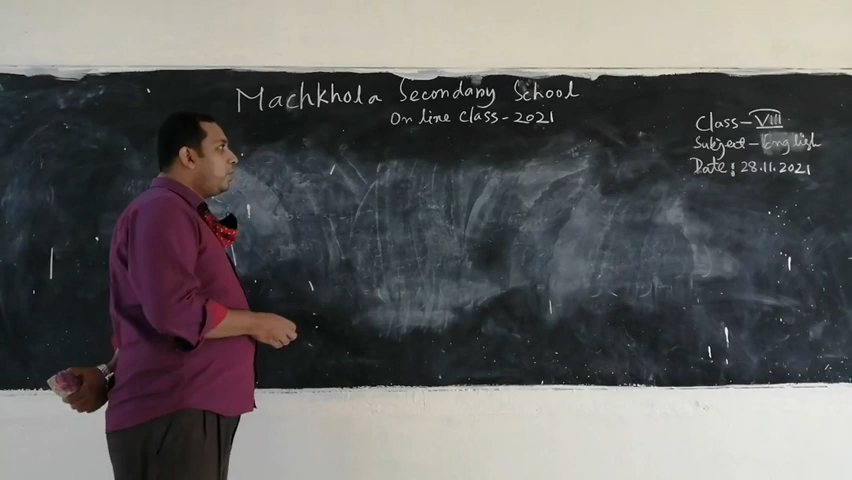 Machkhola Secondary School
On line class - 2021
Class - VIII
Subject - English
Date : 28.11.2021